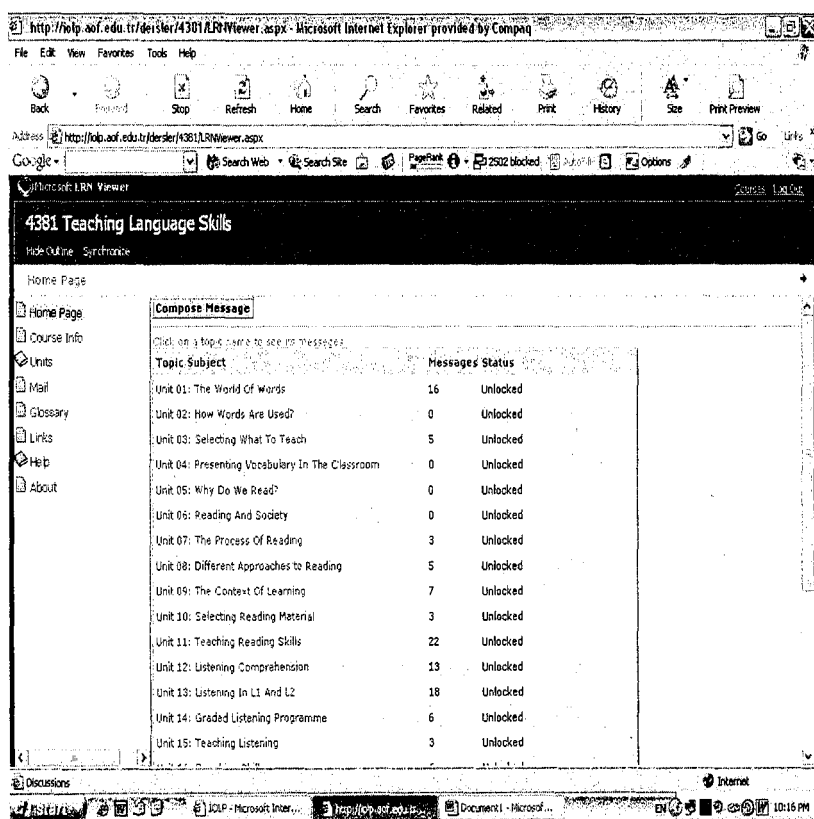 http://iolp.aof.edu.tr/dersler/4381/LRNViewer.aspx - Microsoft Internet Explorer provided by Compaq
File Edit View Favorites Tools Help
Back Forward Stop Refresh Home Search Favorites Related Print History Size Print Preview
Address http://iolp.aof.edu.tr/dersler/4381/LRNViewer.aspx Go Links
Google Search Web Search Site PageRank 2502 blocked AutoFill Options
Microsoft LRN Viewer Courses Log Out
4381 Teaching Language Skills
Hide Outline Synchronize
Home Page
Home Page
Course Info
Units
Mail
Glossary
Links
Help
About
Compose Message
Click on a topic name to see its messages
Topic Subject Messages Status
Unit 01: The World Of Words 16 Unlocked
Unit 02: How Words Are Used? 0 Unlocked
Unit 03: Selecting What To Teach 5 Unlocked
Unit 04: Presenting Vocabulary In The Classroom 0 Unlocked
Unit 05: Why Do We Read? 0 Unlocked
Unit 06: Reading And Society 0 Unlocked
Unit 07: The Process Of Reading 3 Unlocked
Unit 08: Different Approaches to Reading 5 Unlocked
Unit 09: The Context Of Learning 7 Unlocked
Unit 10: Selecting Reading Material 3 Unlocked
Unit 11: Teaching Reading Skills 22 Unlocked
Unit 12: Listening Comprehension 13 Unlocked
Unit 13: Listening In L1 And L2 18 Unlocked
Unit 14: Graded Listening Programme 6 Unlocked
Unit 15: Teaching Listening 3 Unlocked
Discussions Internet
start IOLP - Microsoft Inter... http://iolp.aof.edu.tr... Document1 - Microsof... EN 10:16 PM